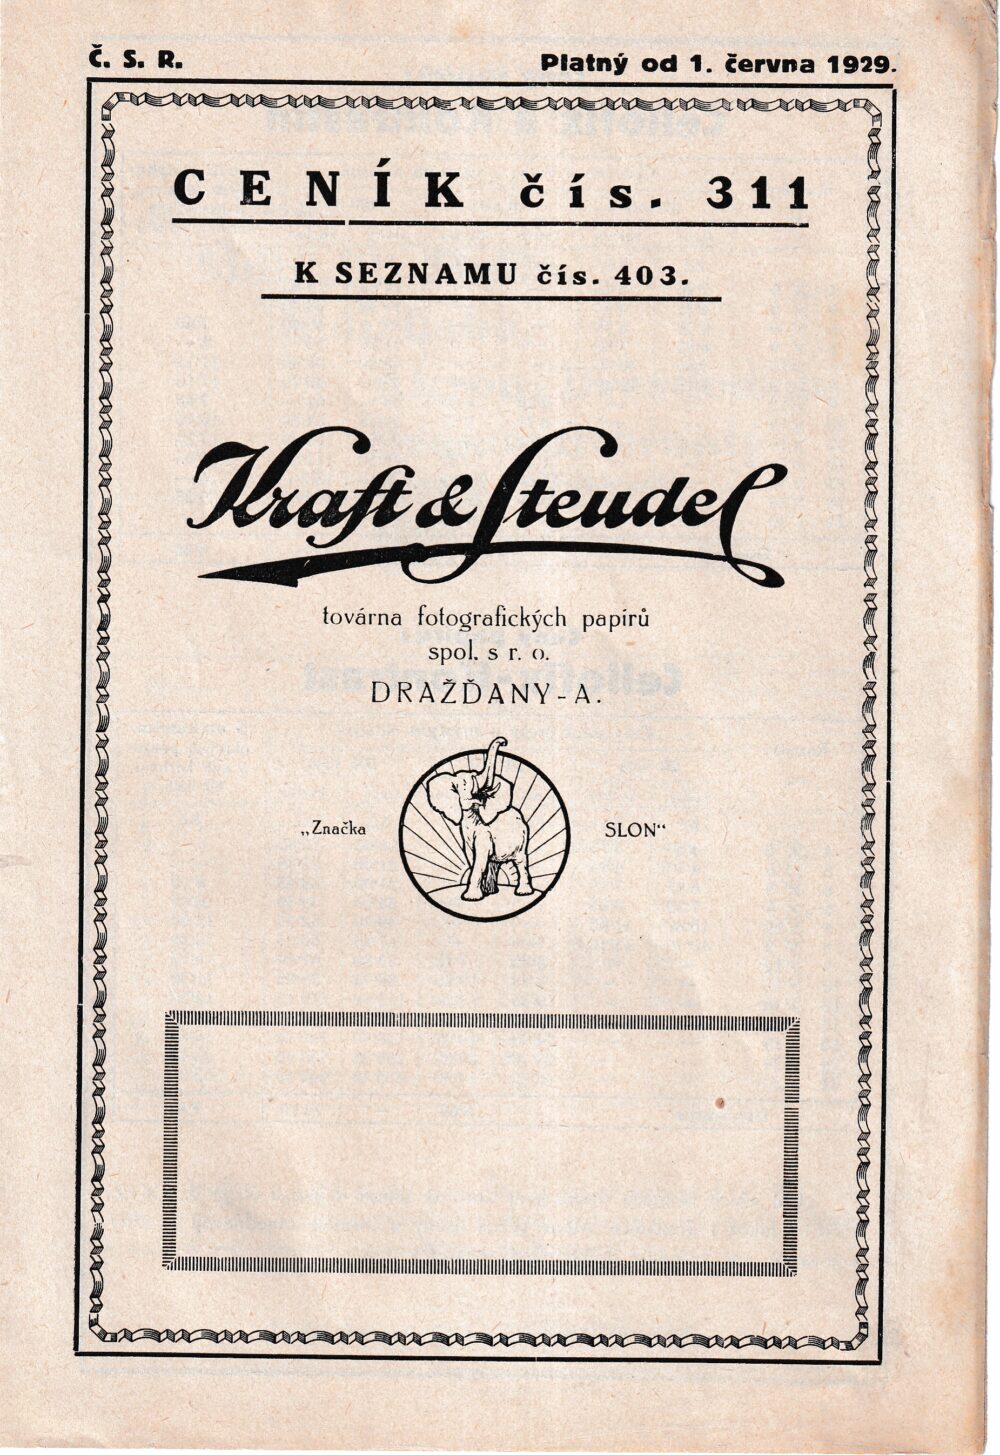 Č. S. R.
Platný od 1. června 1929.
CENÍK čís. 311
K SEZNAMU čís. 403.
Kraft & Steudel
továrna fotografických papírů
spol. s r. o.
DRAŽĎANY-A.
„Značka SLON“